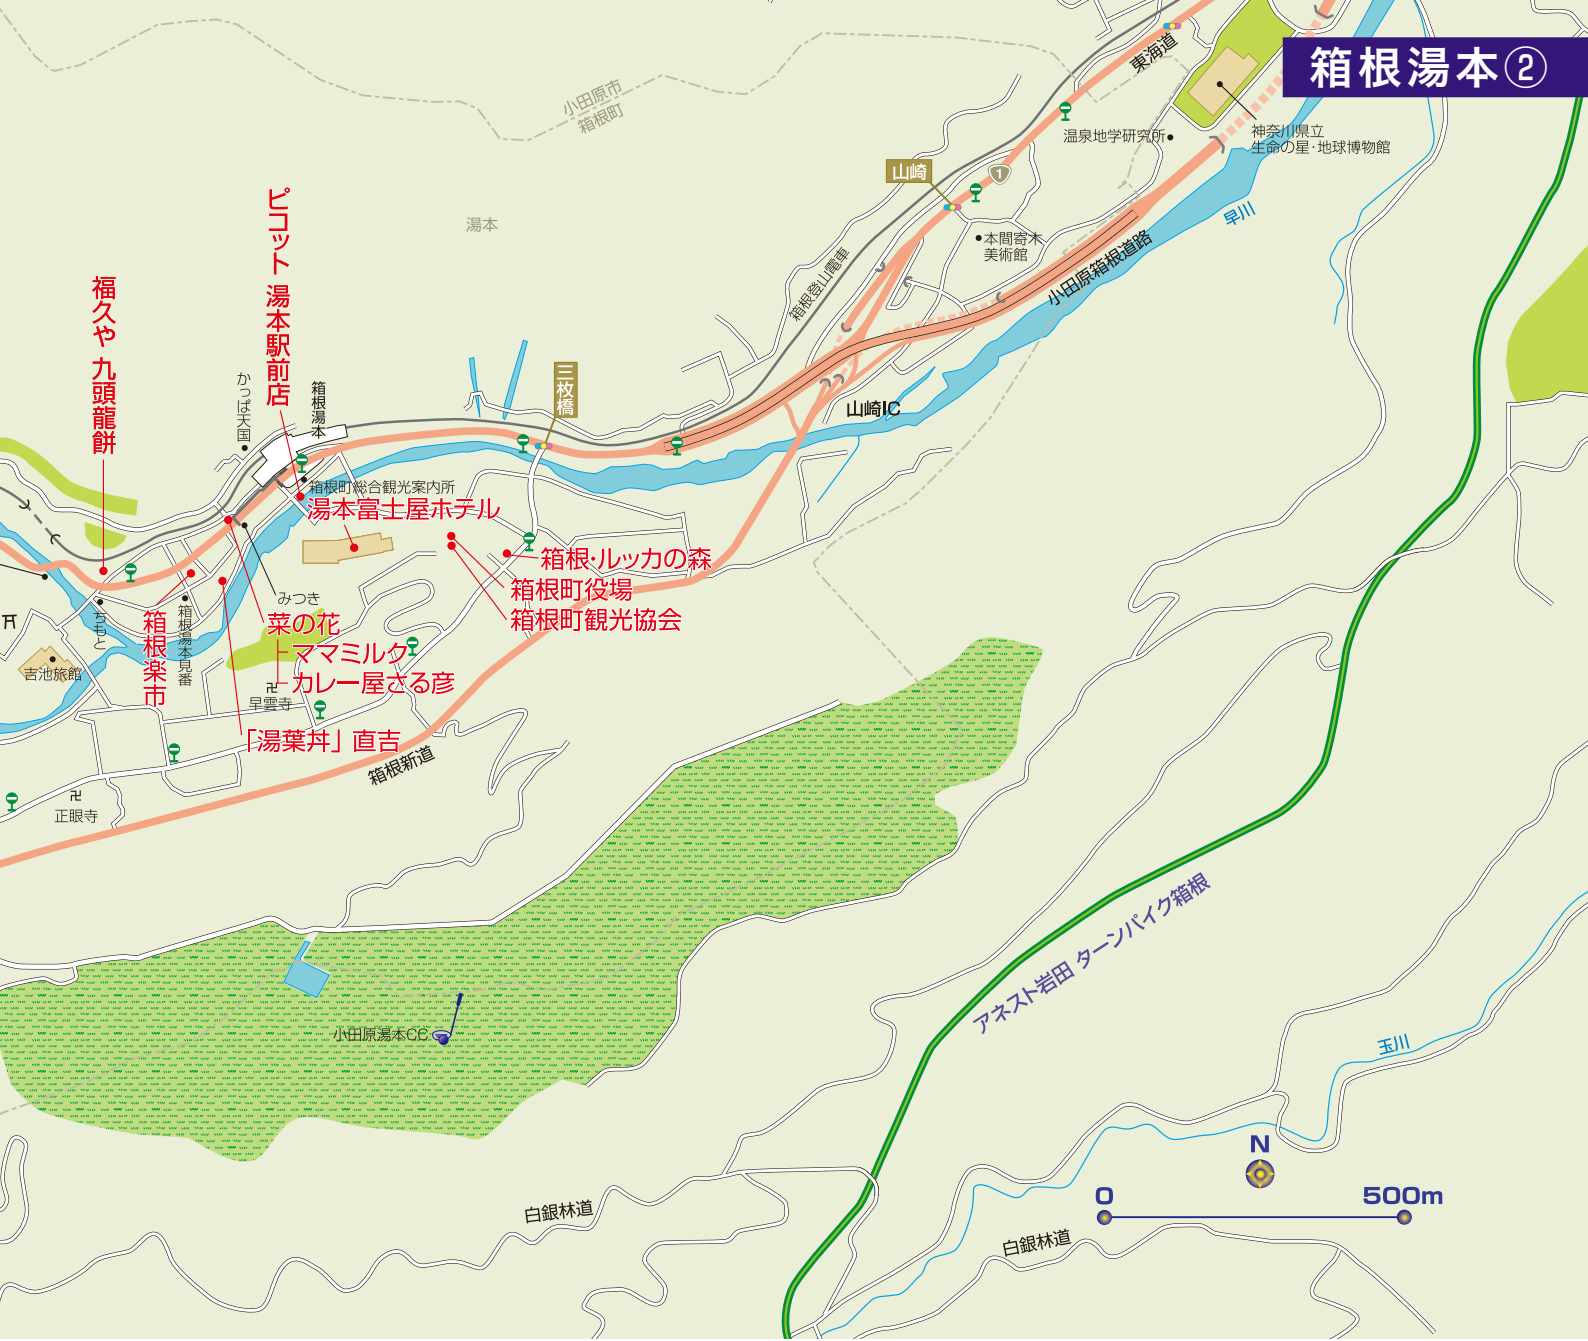 箱根湯本②
東海道
小田原市
箱根町
温泉地学研究所
神奈川県立
生命の星・地球博物館
山崎
1
早川
湯本
本間寄木
美術館
箱根登山電車
小田原箱根道路
ピコット 湯本駅前店
福久や 九頭龍餅
かっぱ天国
箱根湯本
三枚橋
山崎IC
箱根町総合観光案内所
湯本富士屋ホテル
箱根・ルッカの森
箱根町役場
箱根町観光協会
みつき
菜の花
ママミルク
カレー屋さる彦
ちもと
箱根楽市
箱根湯本見番
吉池旅館
卍
早雲寺
「湯葉丼」直吉
箱根新道
卍
正眼寺
アネスト岩田 ターンパイク箱根
小田原湯本CC
玉川
N
0
500m
白銀林道
白銀林道